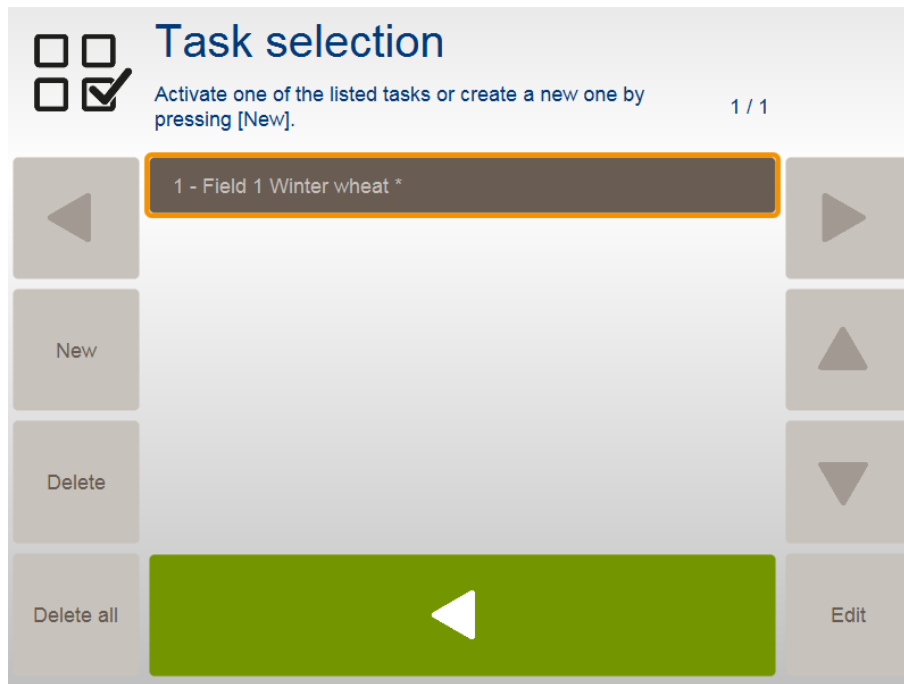 Task selection
Activate one of the listed tasks or create a new one by
pressing [New].
1 / 1
1 - Field 1 Winter wheat *
New
Delete
Delete all
Edit